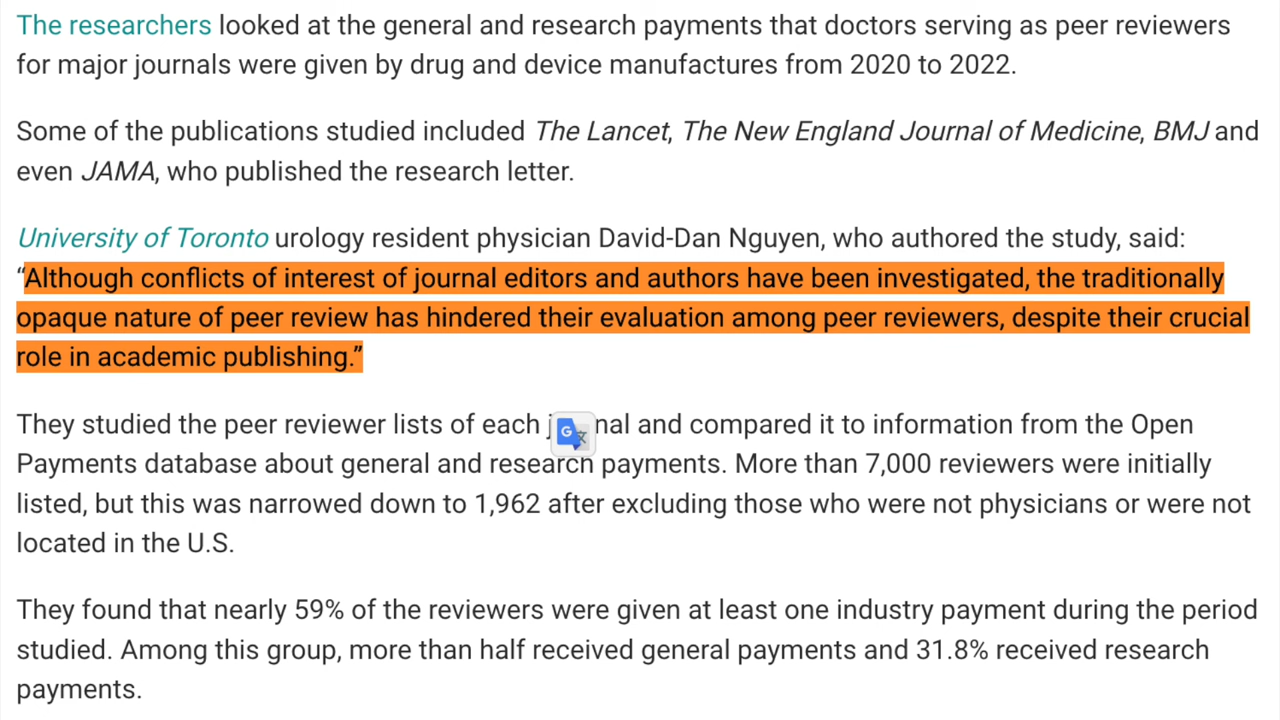 The researchers looked at the general and research payments that doctors serving as peer reviewers
for major journals were given by drug and device manufactures from 2020 to 2022.
Some of the publications studied included The Lancet, The New England Journal of Medicine, BMJ and
even JAMA, who published the research letter.
University of Toronto urology resident physician David-Dan Nguyen, who authored the study, said:
“Although conflicts of interest of journal editors and authors have been investigated, the traditionally
opaque nature of peer review has hindered their evaluation among peer reviewers, despite their crucial
role in academic publishing.”
They studied the peer reviewer lists of each and compared it to information from the Open
Payments database about general and research payments. More than 7,000 reviewers were initially
listed, but this was narrowed down to 1,962 after excluding those who were not physicians or were not
located in the U.S.
They found that nearly 59% of the reviewers were given at least one industry payment during the period
studied. Among this group, more than half received general payments and 31.8% received research
payments.